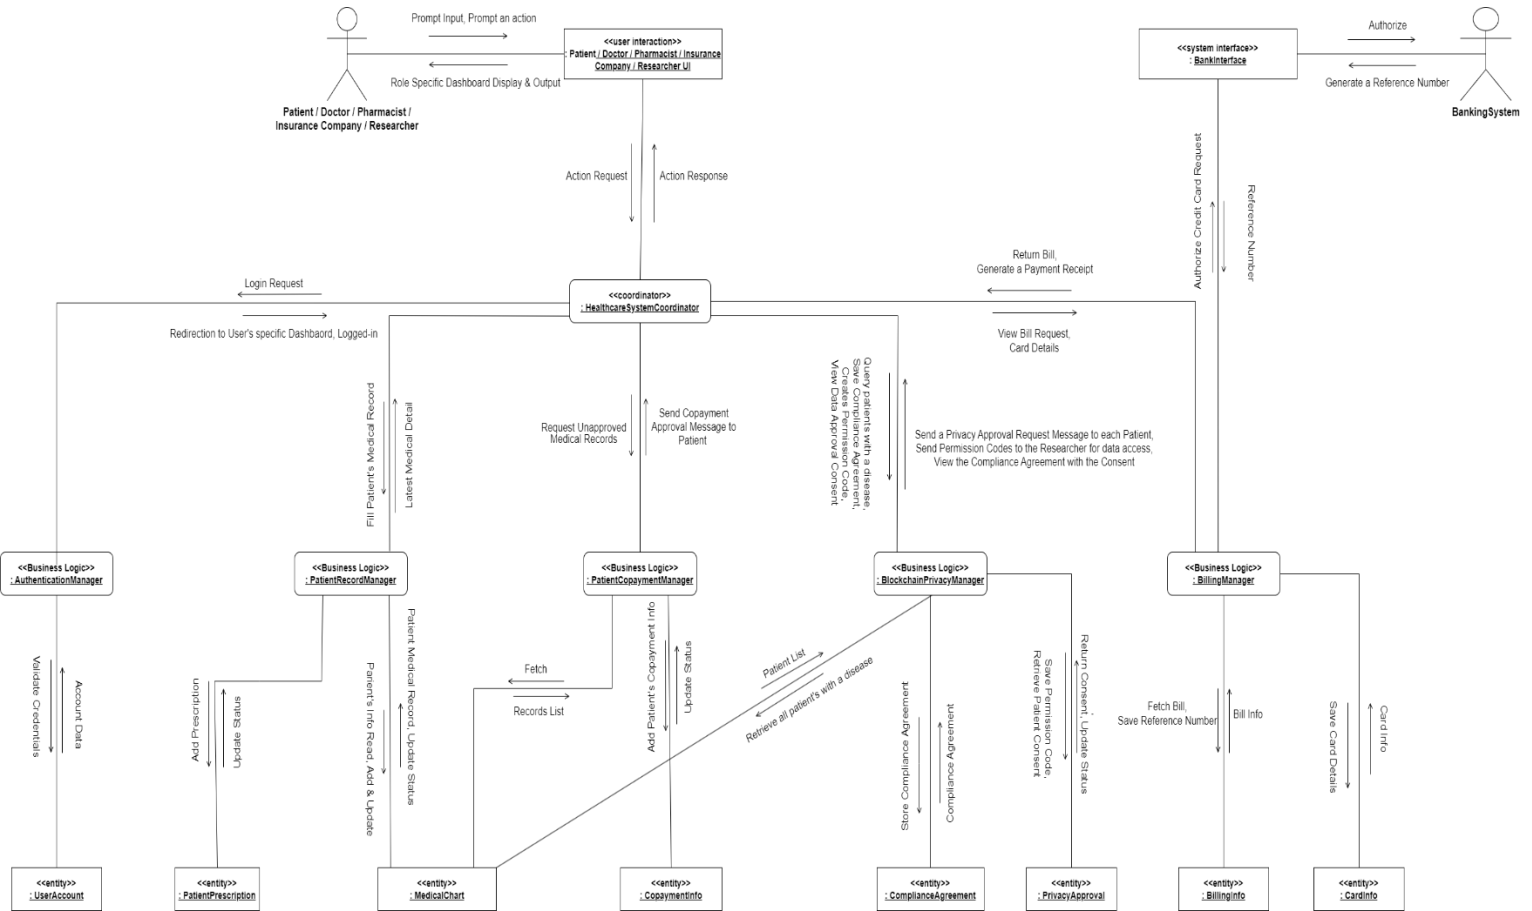 Prompt Input, Prompt an action
Role Specific Dashboard Display & Output
Patient / Doctor / Pharmacist /
Insurance Company / Researcher
<<user interaction>>
: Patient / Doctor / Pharmacist / Insurance
Company / Researcher UI
<<system interface>>
: BankInterface
Authorize
Generate a Reference Number
BankingSystem
Action Request
Action Response
Authorize Credit Card Request
Reference Number
<<coordinator>>
: HealthcareSystemCoordinator
Login Request
Redirection to User's specific Dashbaord, Logged-in
Return Bill,
Generate a Payment Receipt
View Bill Request,
Card Details
Fill Patient's Medical Record
Latest Medical Detail
Request Unapproved
Medical Records
Send Copayment
Approval Message to
Patient
Query patients with a disease,
Save Compliance Agreement,
Creates Permission Code,
View Data Approval Consent
Send a Privacy Approval Request Message to each Patient,
Send Permission Codes to the Researcher for data access,
View the Compliance Agreement with the Consent
<<Business Logic>>
: AuthenticationManager
<<Business Logic>>
: PatientRecordManager
<<Business Logic>>
: PatientCopaymentManager
<<Business Logic>>
: BlockchainPrivacyManager
<<Business Logic>>
: BillingManager
Validate Credentials
Account Data
Add Prescription
Update Status
Parient's Info Read, Add & Update
Patient Medical Record, Update Status
Fetch
Records List
Add Patient's Copayment Info
Update Status
Patient List
Retrieve all patient's with a disease
Store Compliance Agreement
Compliance Agreement
Save Permission Code,
Retrieve Patient Consent
Return Consent, Update Status
Fetch Bill,
Save Reference Number
Bill Info
Save Card Details
Card Info
<<entity>>
: UserAccount
<<entity>>
: PatientPrescription
<<entity>>
: MedicalChart
<<entity>>
: CopaymentInfo
<<entity>>
: ComplianceAgreement
<<entity>>
: PrivacyApproval
<<entity>>
: BillingInfo
<<entity>>
: CardInfo